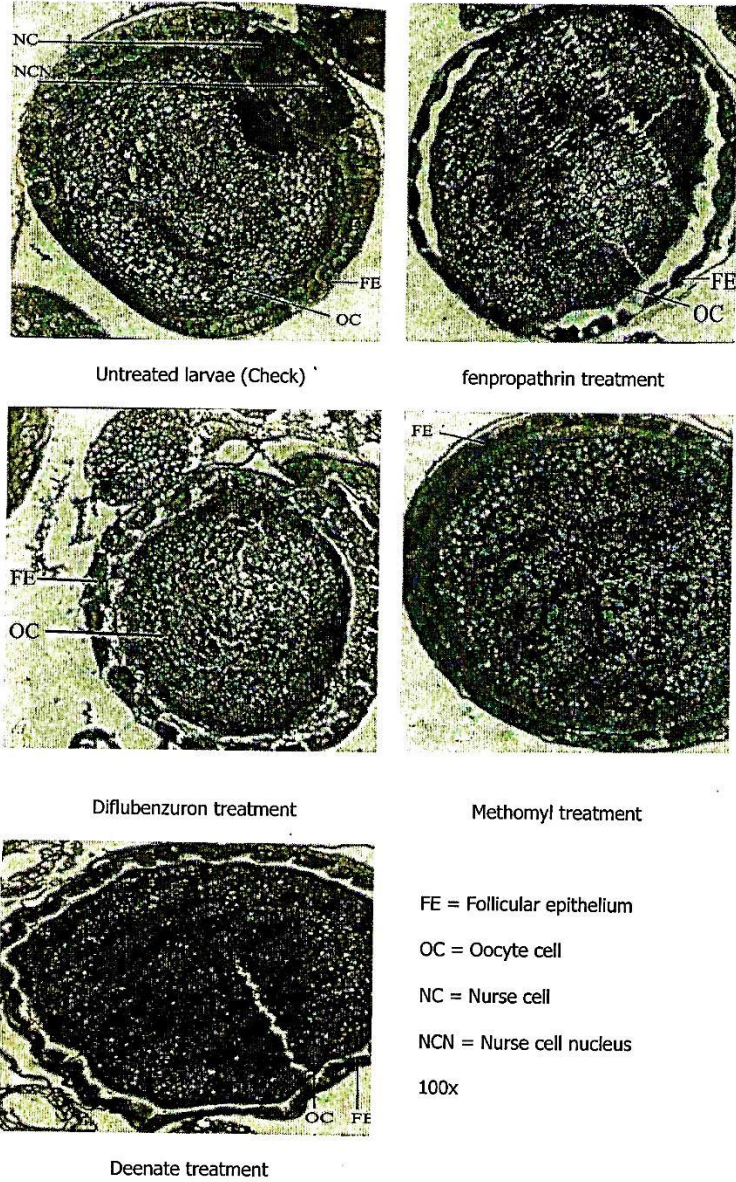 NC
NCN
FE
OC
Untreated larvae (Check)
FE
OC
fenpropathrin treatment
FE
OC
Diflubenzuron treatment
FE
Methomyl treatment
OC FE
Deenate treatment
FE = Follicular epithelium
OC = Oocyte cell
NC = Nurse cell
NCN = Nurse cell nucleus
100x